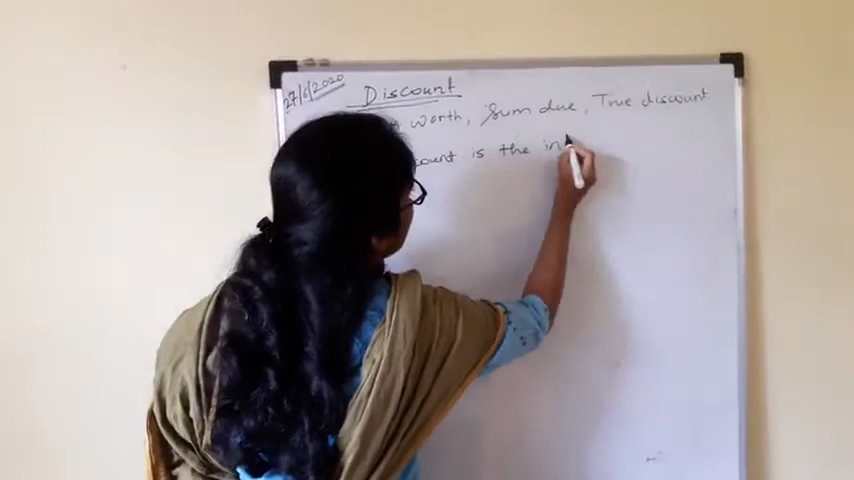 27/6/2020
Discount
worth, Sum due, True discount
count is the in